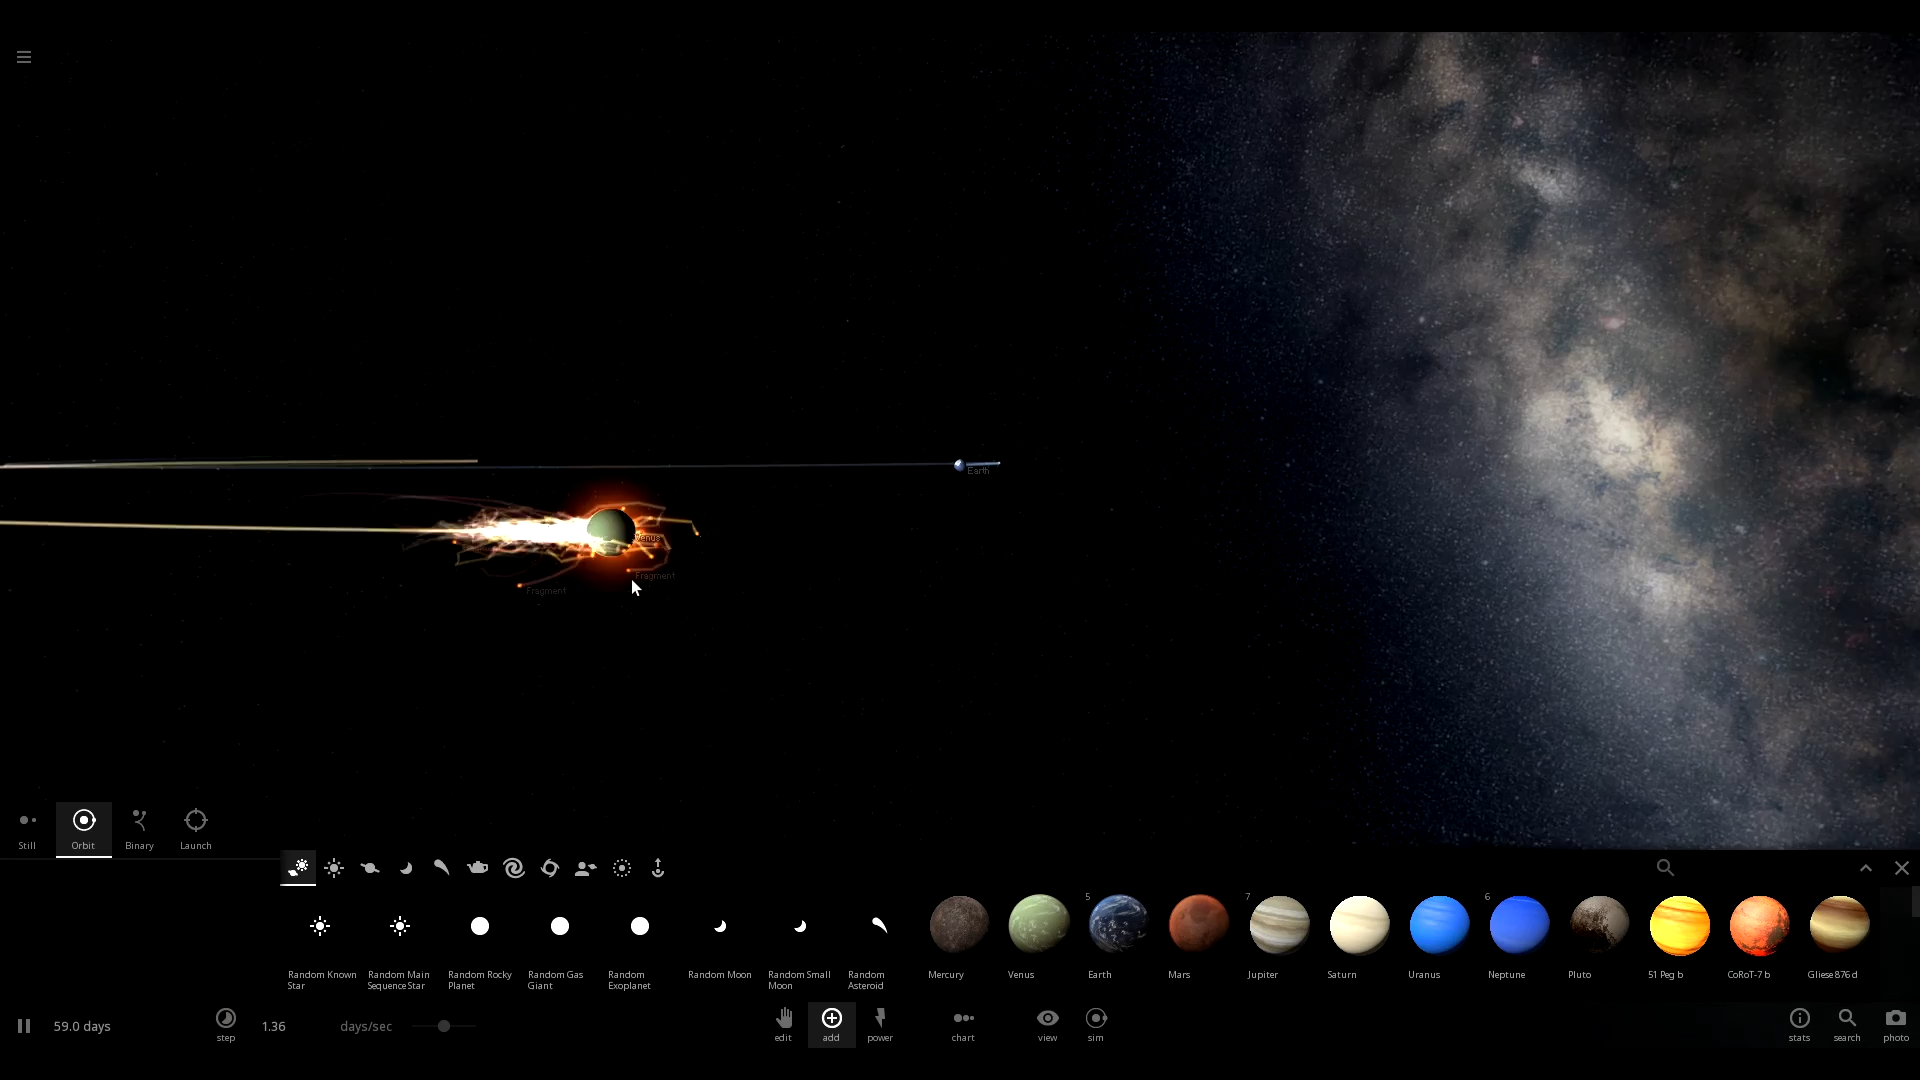 Earth
Venus
Fragment
Fragment
Still
Orbit
Binary
Launch
5
7
6
Random Known
Star
Random Main
Sequence Star
Random Rocky
Planet
Random Gas
Giant
Random
Exoplanet
Random Moon
Random Small
Moon
Random
Asteroid
Mercury
Venus
Earth
Mars
Jupiter
Saturn
Uranus
Neptune
Pluto
51 Peg b
CoRoT-7 b
Gliese 876 d
59.0 days
step
1.36
days/sec
edit
add
power
chart
view
sim
stats
search
photo